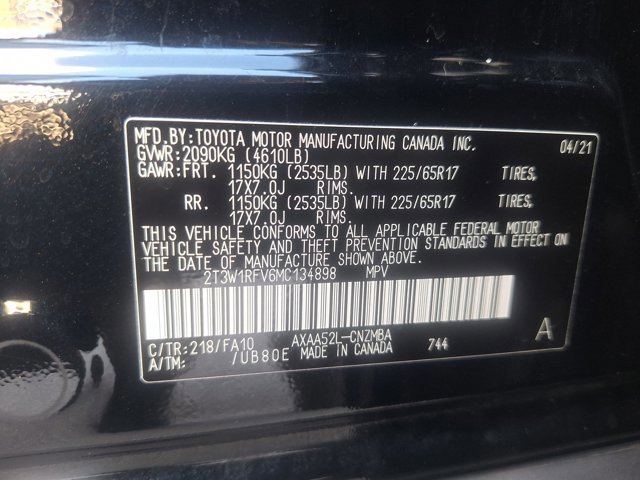 MFD. BY: TOYOTA MOTOR MANUFACTURING CANADA INC. 04/21
GVWR: 2090KG (4610LB)
GAWR: FRT. 1150KG (2535LB) WITH 225/65R17 TIRES,
17X7.0J RIMS.
RR. 1150KG (2535LB) WITH 225/65R17 TIRES,
17X7.0J RIMS.
THIS VEHICLE CONFORMS TO ALL APPLICABLE FEDERAL MOTOR
VEHICLE SAFETY AND THEFT PREVENTION STANDARDS IN EFFECT ON
THE DATE OF MANUFACTURE SHOWN ABOVE.
2T3W1RFV6MC134898 MPV
C/TR: 218/FA10 AXAA52L-CNZMBA 744 A
A/TM: /UB80E MADE IN CANADA